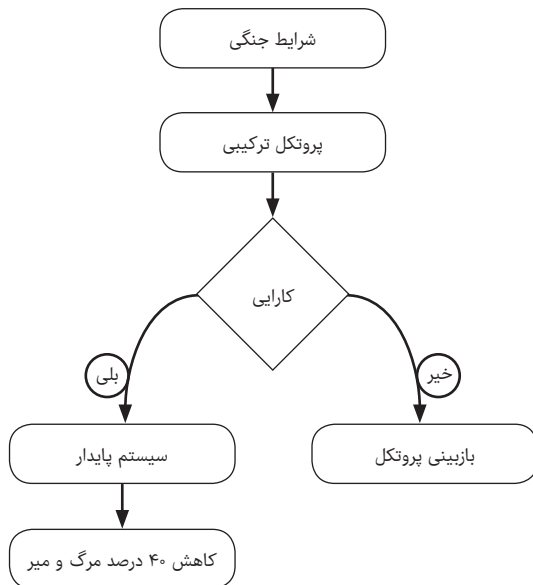 شرایط جنگی
پروتکل ترکیبی
کارایی
بلی
خیر
سیستم پایدار
بازبینی پروتکل
کاهش ۴۰ درصد مرگ و میر